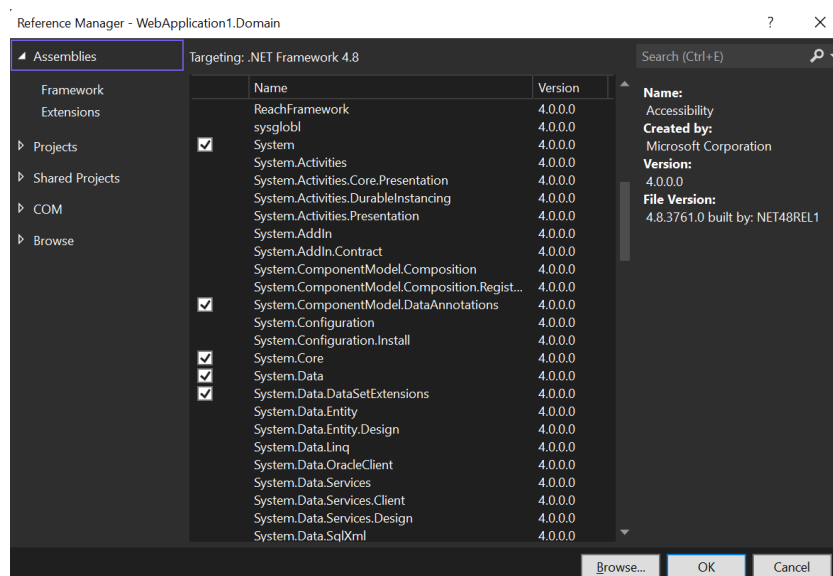 Reference Manager - WebApplication1.Domain
? ×
Assemblies
Framework
Extensions
Projects
Shared Projects
COM
Browse
Targeting: .NET Framework 4.8
Name Version
ReachFramework 4.0.0.0
sysglobl 4.0.0.0
System 4.0.0.0
System.Activities 4.0.0.0
System.Activities.Core.Presentation 4.0.0.0
System.Activities.DurableInstancing 4.0.0.0
System.Activities.Presentation 4.0.0.0
System.AddIn 4.0.0.0
System.AddIn.Contract 4.0.0.0
System.ComponentModel.Composition 4.0.0.0
System.ComponentModel.Composition.Regist... 4.0.0.0
System.ComponentModel.DataAnnotations 4.0.0.0
System.Configuration 4.0.0.0
System.Configuration.Install 4.0.0.0
System.Core 4.0.0.0
System.Data 4.0.0.0
System.Data.DataSetExtensions 4.0.0.0
System.Data.Entity 4.0.0.0
System.Data.Entity.Design 4.0.0.0
System.Data.Linq 4.0.0.0
System.Data.OracleClient 4.0.0.0
System.Data.Services 4.0.0.0
System.Data.Services.Client 4.0.0.0
System.Data.Services.Design 4.0.0.0
System.Data.SqlXml 4.0.0.0
Search (Ctrl+E)
Name:
Accessibility
Created by:
Microsoft Corporation
Version:
4.0.0.0
File Version:
4.8.3761.0 built by: NET48REL1
Browse... OK Cancel